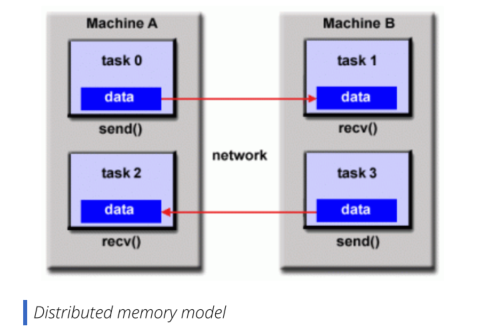 Machine A
task 0
data
send()
task 2
data
recv()
network
Machine B
task 1
data
recv()
task 3
data
send()
Distributed memory model